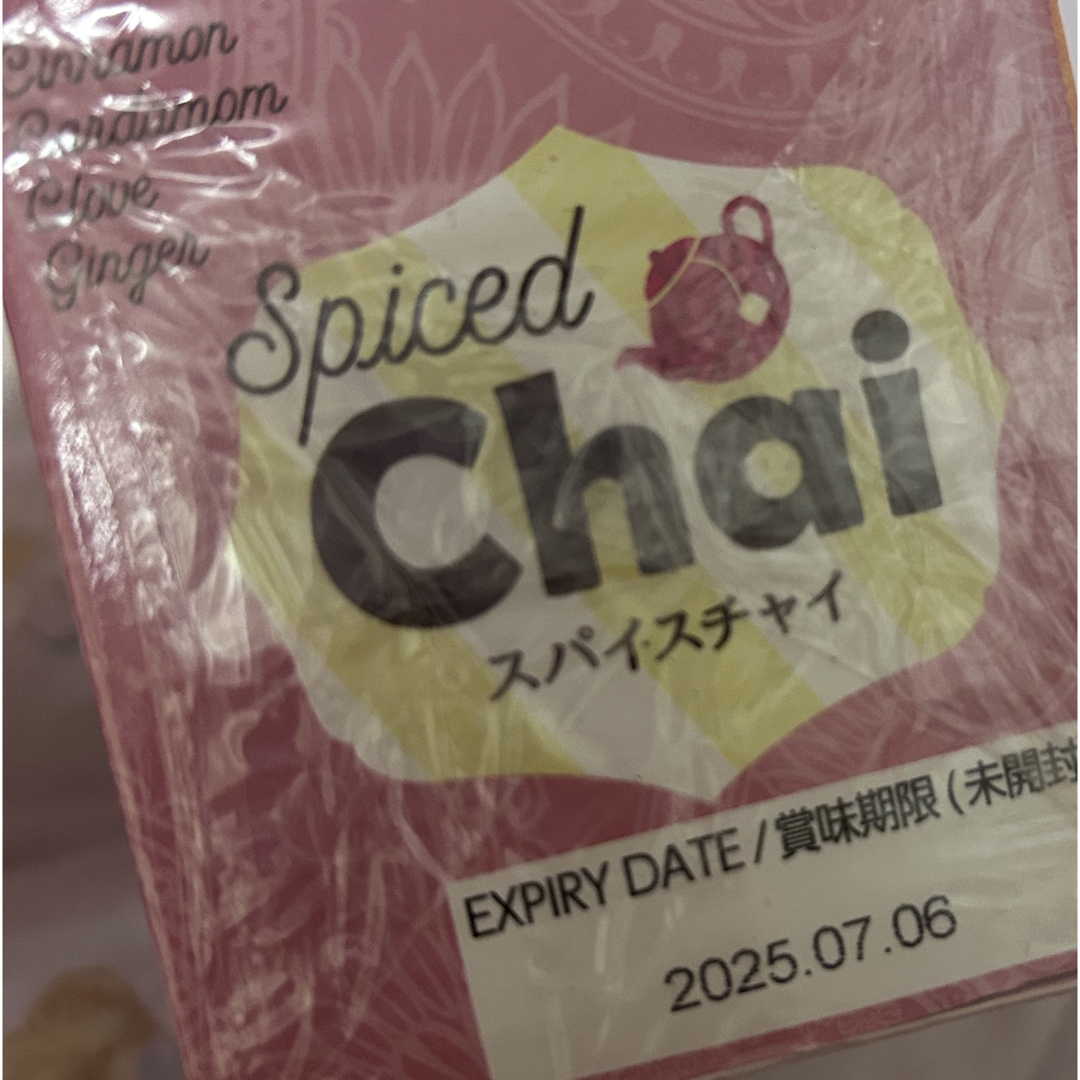 Cinnamon
Cardamom
Clove
Ginger
Spiced
Chai
スパイスチャイ
EXPIRY DATE / 賞味期限 (未開封
2025.07.06